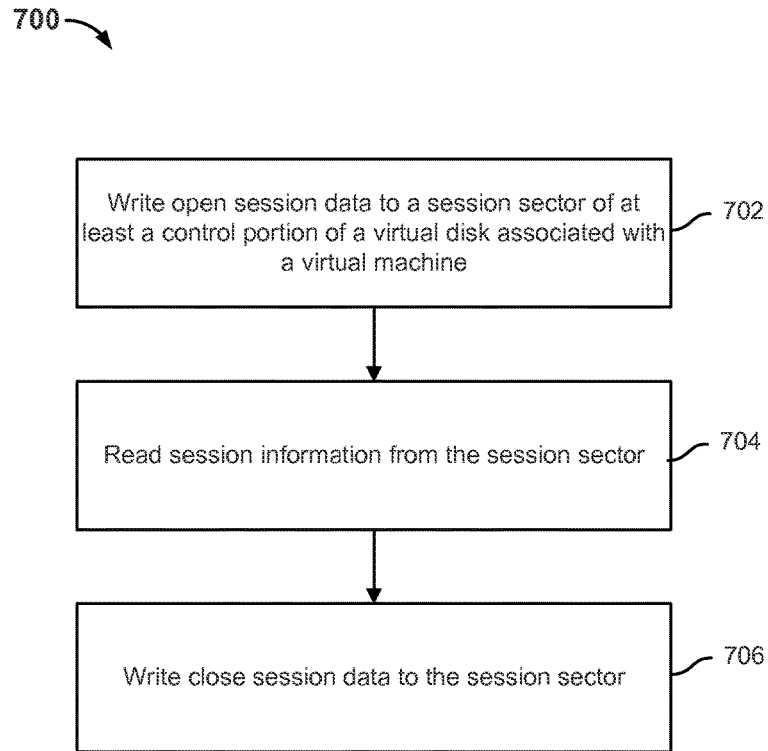 700
Write open session data to a session sector of at
least a control portion of a virtual disk associated with
a virtual machine
702
Read session information from the session sector
704
Write close session data to the session sector
706